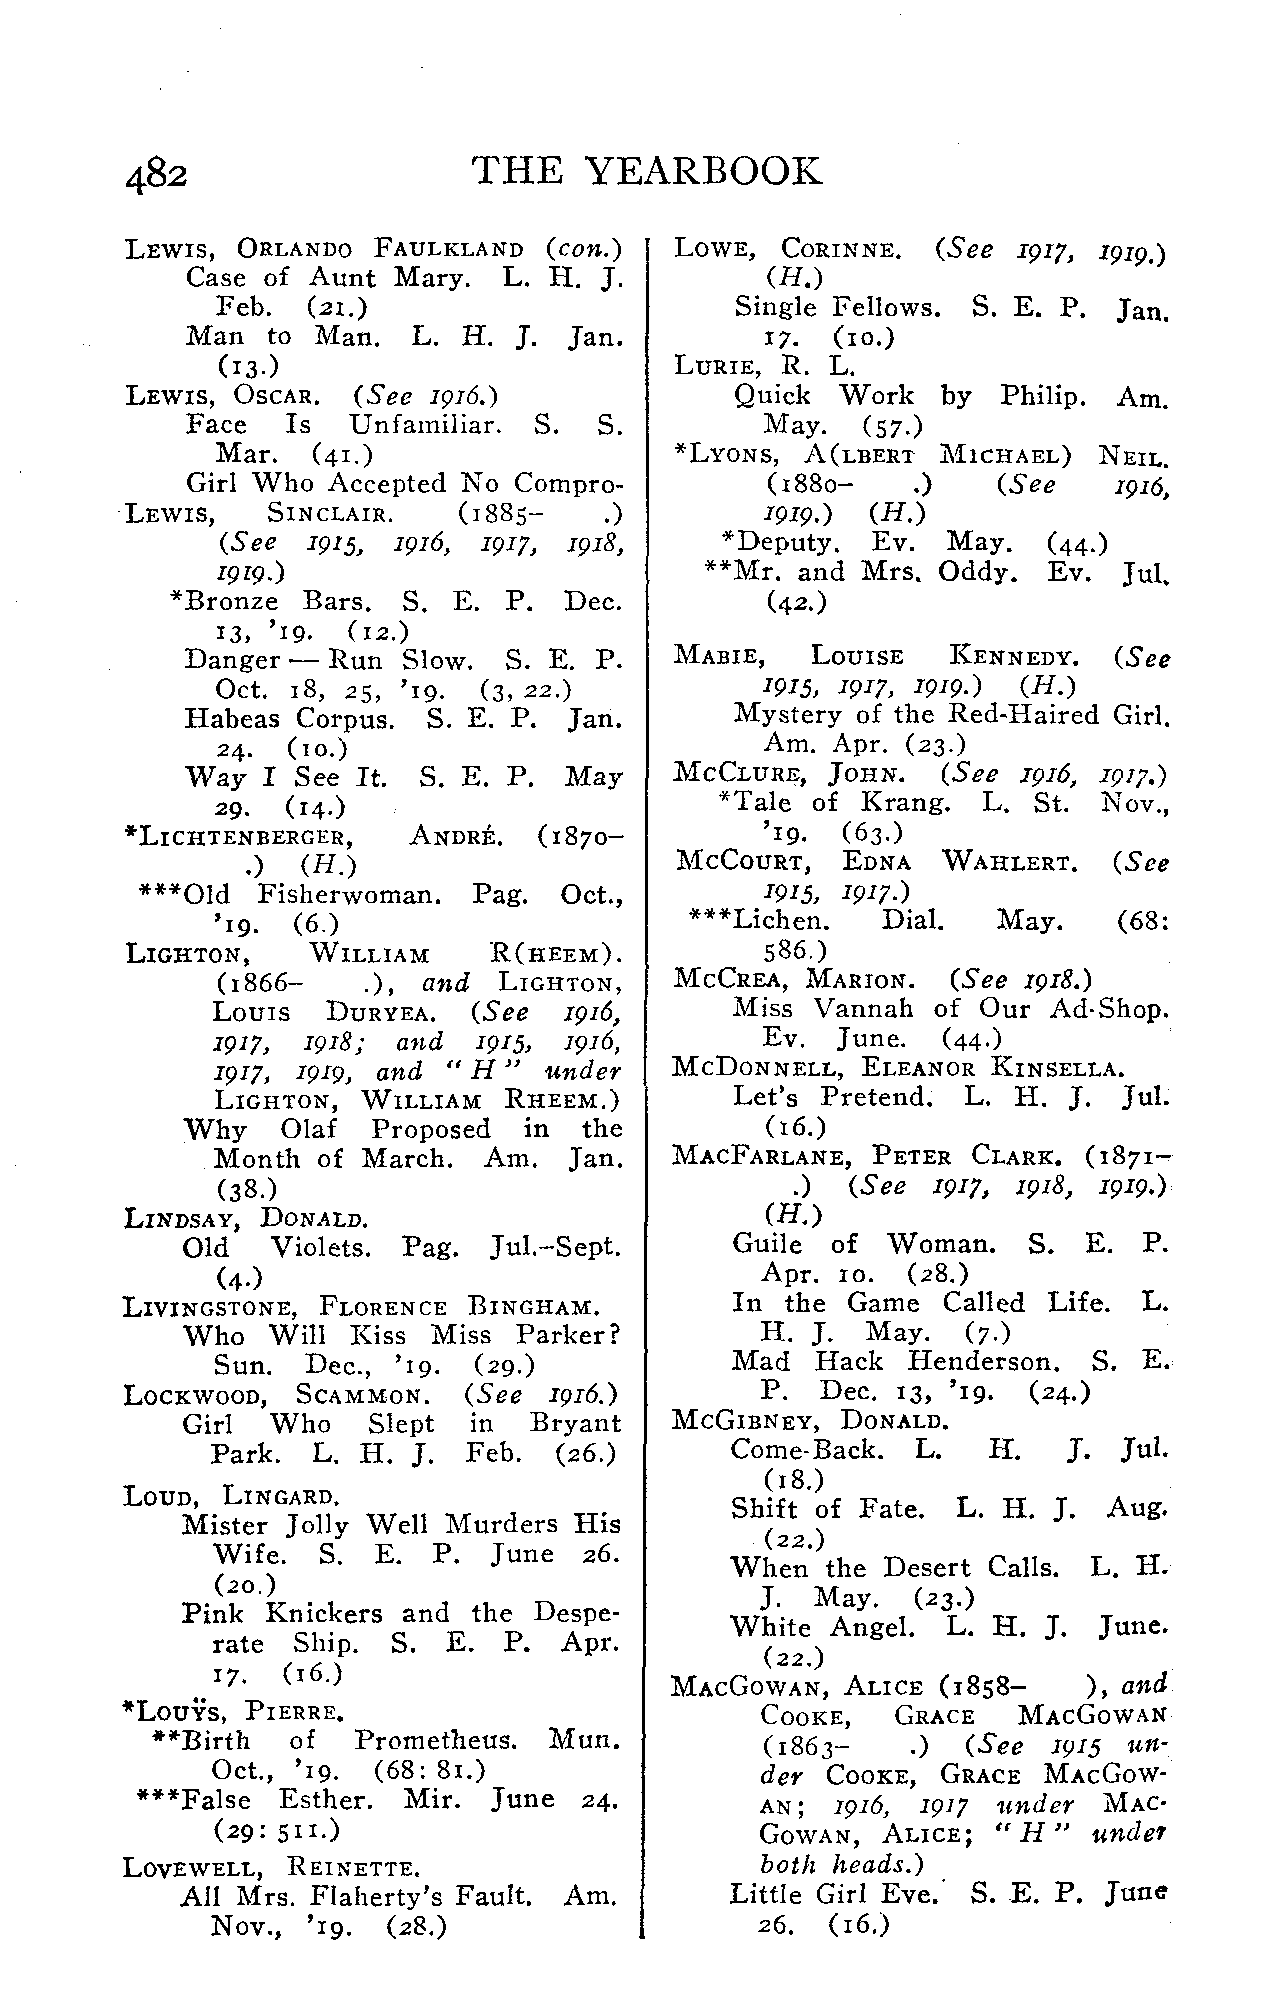 482
THE YEARBOOK
LEWIS, ORLANDO FAULKLAND (con.)
Case of Aunt Mary. L. H. J.
Feb. (21.)
Man to Man. L. H. J. Jan.
(13.)
LEWIS, OSCAR. (See 1916.)
Face Is Unfamiliar. S. S.
Mar. (41.)
Girl Who Accepted No Compro-
LEWIS, SINCLAIR. (1885– .)
(See 1915, 1916, 1917, 1918,
1919.)
*Bronze Bars. S. E. P. Dec.
13, '19. (12.)
Danger — Run Slow. S. E. P.
Oct. 18, 25, '19. (3, 22.)
Habeas Corpus. S. E. P. Jan.
24. (10.)
Way I See It. S. E. P. May
29. (14.)
*LICHTENBERGER, ANDRÉ. (1870–
.) (H.)
***Old Fisherwoman. Pag. Oct.,
'19. (6.)
LIGHTON, WILLIAM R(HEEM).
(1866– .), and LIGHTON,
LOUIS DURYEA. (See 1916,
1917, 1918; and 1915, 1916,
1917, 1919, and "H" under
LIGHTON, WILLIAM RHEEM.)
Why Olaf Proposed in the
Month of March. Am. Jan.
(38.)
LINDSAY, DONALD.
Old Violets. Pag. Jul.–Sept.
(4.)
LIVINGSTONE, FLORENCE BINGHAM.
Who Will Kiss Miss Parker?
Sun. Dec., '19. (29.)
LOCKWOOD, SCAMMON. (See 1916.)
Girl Who Slept in Bryant
Park. L. H. J. Feb. (26.)
LOUD, LINGARD.
Mister Jolly Well Murders His
Wife. S. E. P. June 26.
(20.)
Pink Knickers and the Despe-
rate Ship. S. E. P. Apr.
17. (16.)
*LOUŸS, PIERRE.
**Birth of Prometheus. Mun.
Oct., '19. (68: 81.)
***False Esther. Mir. June 24.
(29: 511.)
LOVEWELL, REINETTE.
All Mrs. Flaherty's Fault. Am.
Nov., '19. (28.)
LOWE, CORINNE. (See 1917, 1919.)
(H.)
Single Fellows. S. E. P. Jan.
17. (10.)
LURIE, R. L.
Quick Work by Philip. Am.
May. (57.)
*LYONS, A(LBERT MICHAEL) NEIL.
(1880– .) (See 1916,
1919.) (H.)
*Deputy. Ev. May. (44.)
**Mr. and Mrs. Oddy. Ev. Jul.
(42.)
MABIE, LOUISE KENNEDY. (See
1915, 1917, 1919.) (H.)
Mystery of the Red-Haired Girl.
Am. Apr. (23.)
MCCLURE, JOHN. (See 1916, 1917.)
*Tale of Krang. L. St. Nov.,
'19. (63.)
MCCOURT, EDNA WAHLERT. (See
1915, 1917.)
***Lichen. Dial. May. (68:
586.)
MCCREA, MARION. (See 1918.)
Miss Vannah of Our Ad-Shop.
Ev. June. (44.)
MCDONNELL, ELEANOR KINSELLA.
Let's Pretend. L. H. J. Jul.
(16.)
MACFARLANE, PETER CLARK. (1871–
.) (See 1917, 1918, 1919.)
(H.)
Guile of Woman. S. E. P.
Apr. 10. (28.)
In the Game Called Life. L.
H. J. May. (7.)
Mad Hack Henderson. S. E.
P. Dec. 13, '19. (24.)
MCGIBNEY, DONALD.
Come-Back. L. H. J. Jul.
(18.)
Shift of Fate. L. H. J. Aug.
(22.)
When the Desert Calls. L. H.
J. May. (23.)
White Angel. L. H. J. June.
(22.)
MACGOWAN, ALICE (1858– ), and
COOKE, GRACE MACGOWAN
(1863– .) (See 1915 un-
der COOKE, GRACE MACGOW-
AN; 1916, 1917 under MAC-
GOWAN, ALICE; "H" under
both heads.)
Little Girl Eve. S. E. P. June
26. (16.)